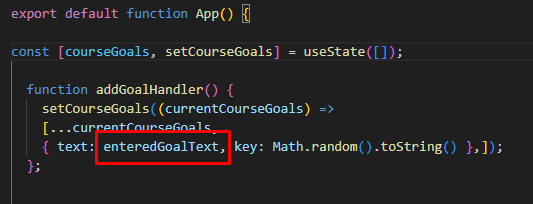 export default function App() {
const [courseGoals, setCourseGoals] = useState([]);
function addGoalHandler() {
setCourseGoals((currentCourseGoals) =>
[...currentCourseGoals,
{ text: enteredGoalText, key: Math.random().toString() },]);
};